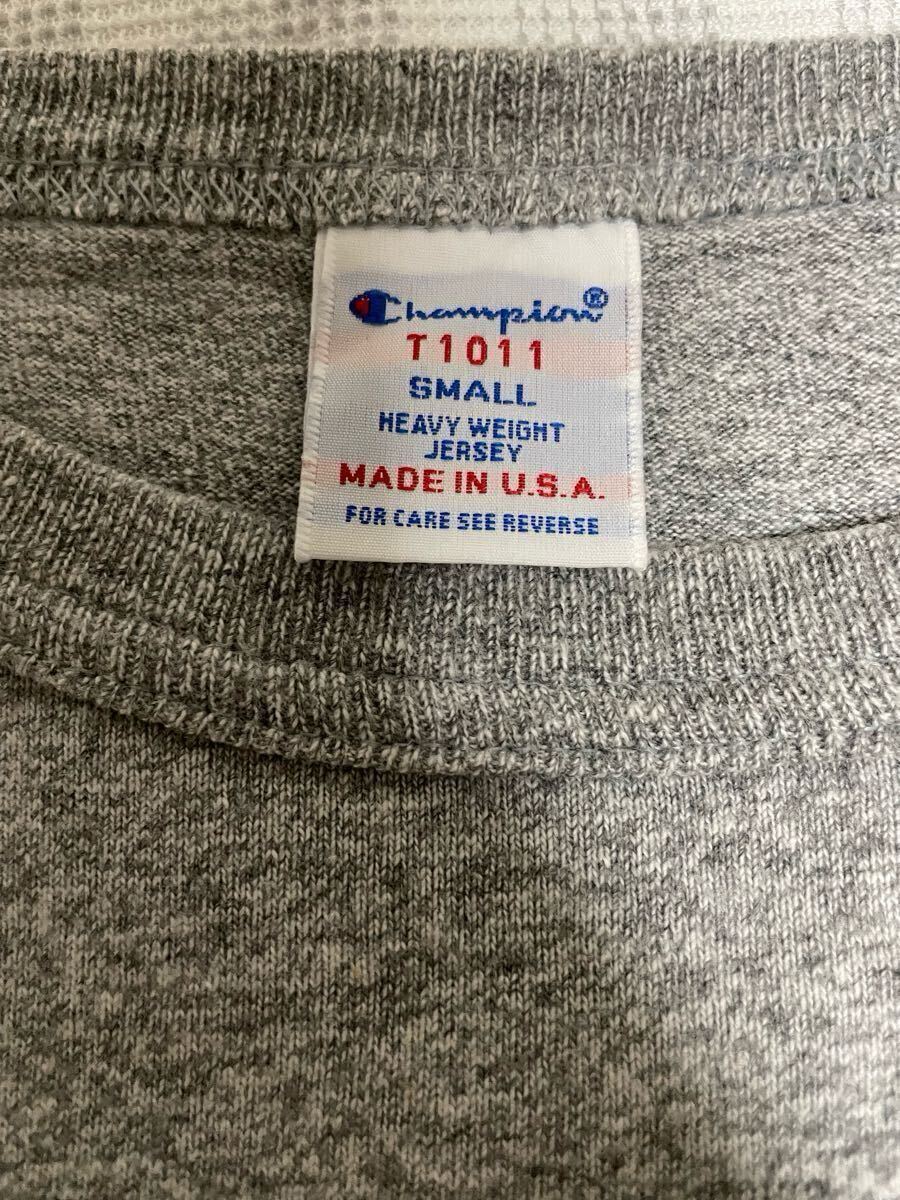 Champion®
T1011
SMALL
HEAVY WEIGHT
JERSEY
MADE IN U.S.A.
FOR CARE SEE REVERSE